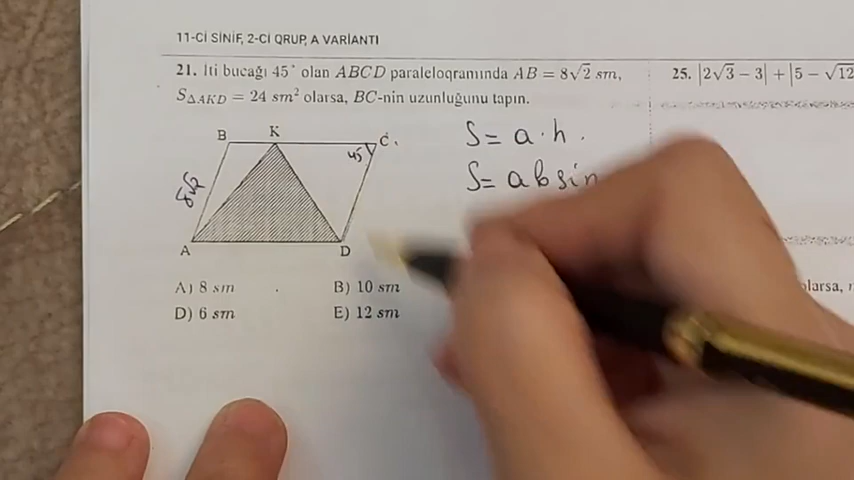 11-Cİ SİNİF, 2-Cİ QRUP, A VARİANTI
21. İti bucağı 45° olan ABCD paraleloqramında AB = 8√2 sm,
S△AKD = 24 sm² olarsa, BC-nin uzunluğunu tapın.
B K C
45°
8√2
A D
A) 8 sm
B) 10 sm
D) 6 sm
E) 12 sm
S = a·h.
S = ab sin
25. |2√3 − 3| + |5 − √12
olarsa,